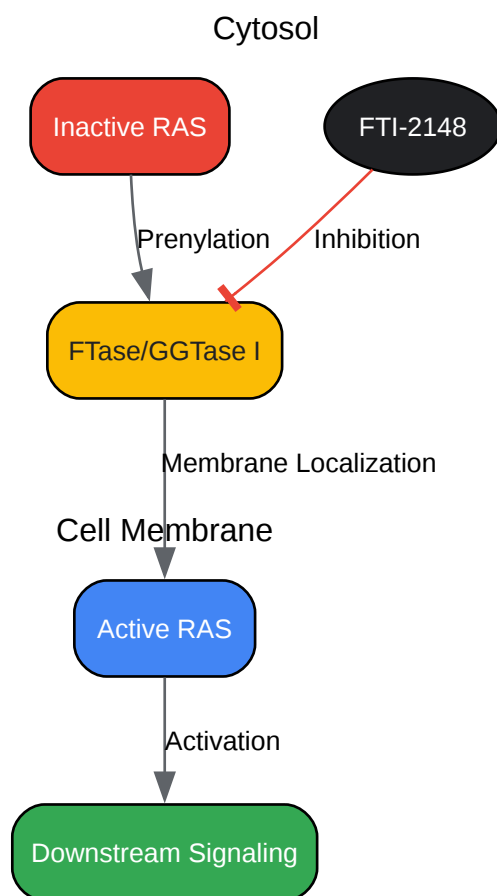 Cytosol
Inactive RAS
FTI-2148
Prenylation
Inhibition
FTase/GGTase I
Membrane Localization
Cell Membrane
Active RAS
Activation
Downstream Signaling